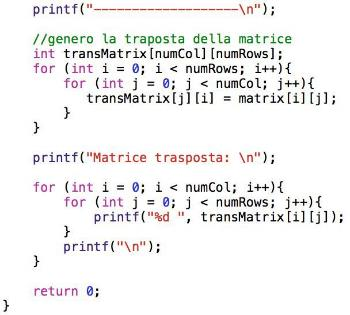 printf("--------------------\n");
//genero la traposta della matrice
int transMatrix[numCol][numRows];
for (int i = 0; i < numRows; i++){
for (int j = 0; j < numCol; j++){
transMatrix[j][i] = matrix[i][j];
}
}
printf("Matrice trasposta: \n");
for (int i = 0; i < numCol; i++){
for (int j = 0; j < numRows; j++){
printf("%d ", transMatrix[i][j]);
}
printf("\n");
}
return 0;
}